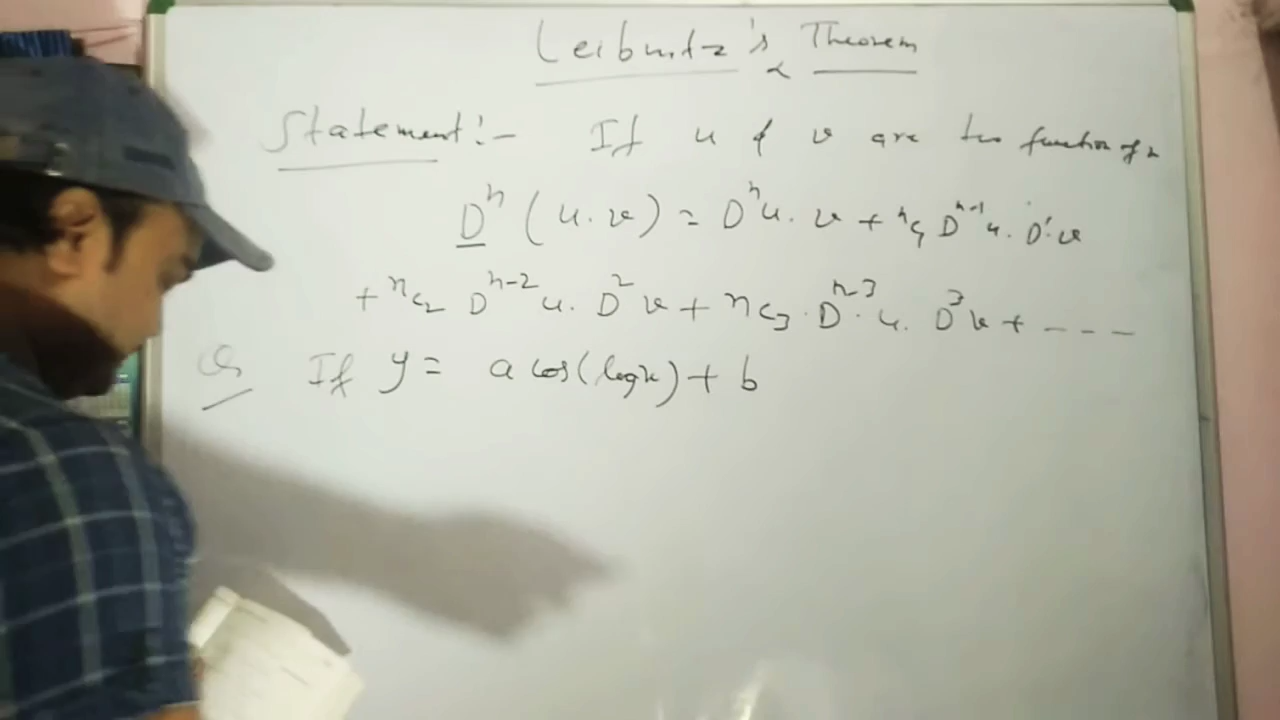 Leibnitz's Theorem
Statement:- If u & v are two function of x
Dⁿ(u.v) = Dⁿu. v + ⁿc₁ Dⁿ⁻¹u. D¹v
+ ⁿc₂ Dⁿ⁻²u. D²v + ⁿc₃. Dⁿ⁻³. u. D³v + ----
Q If y = a cos(logx) + b